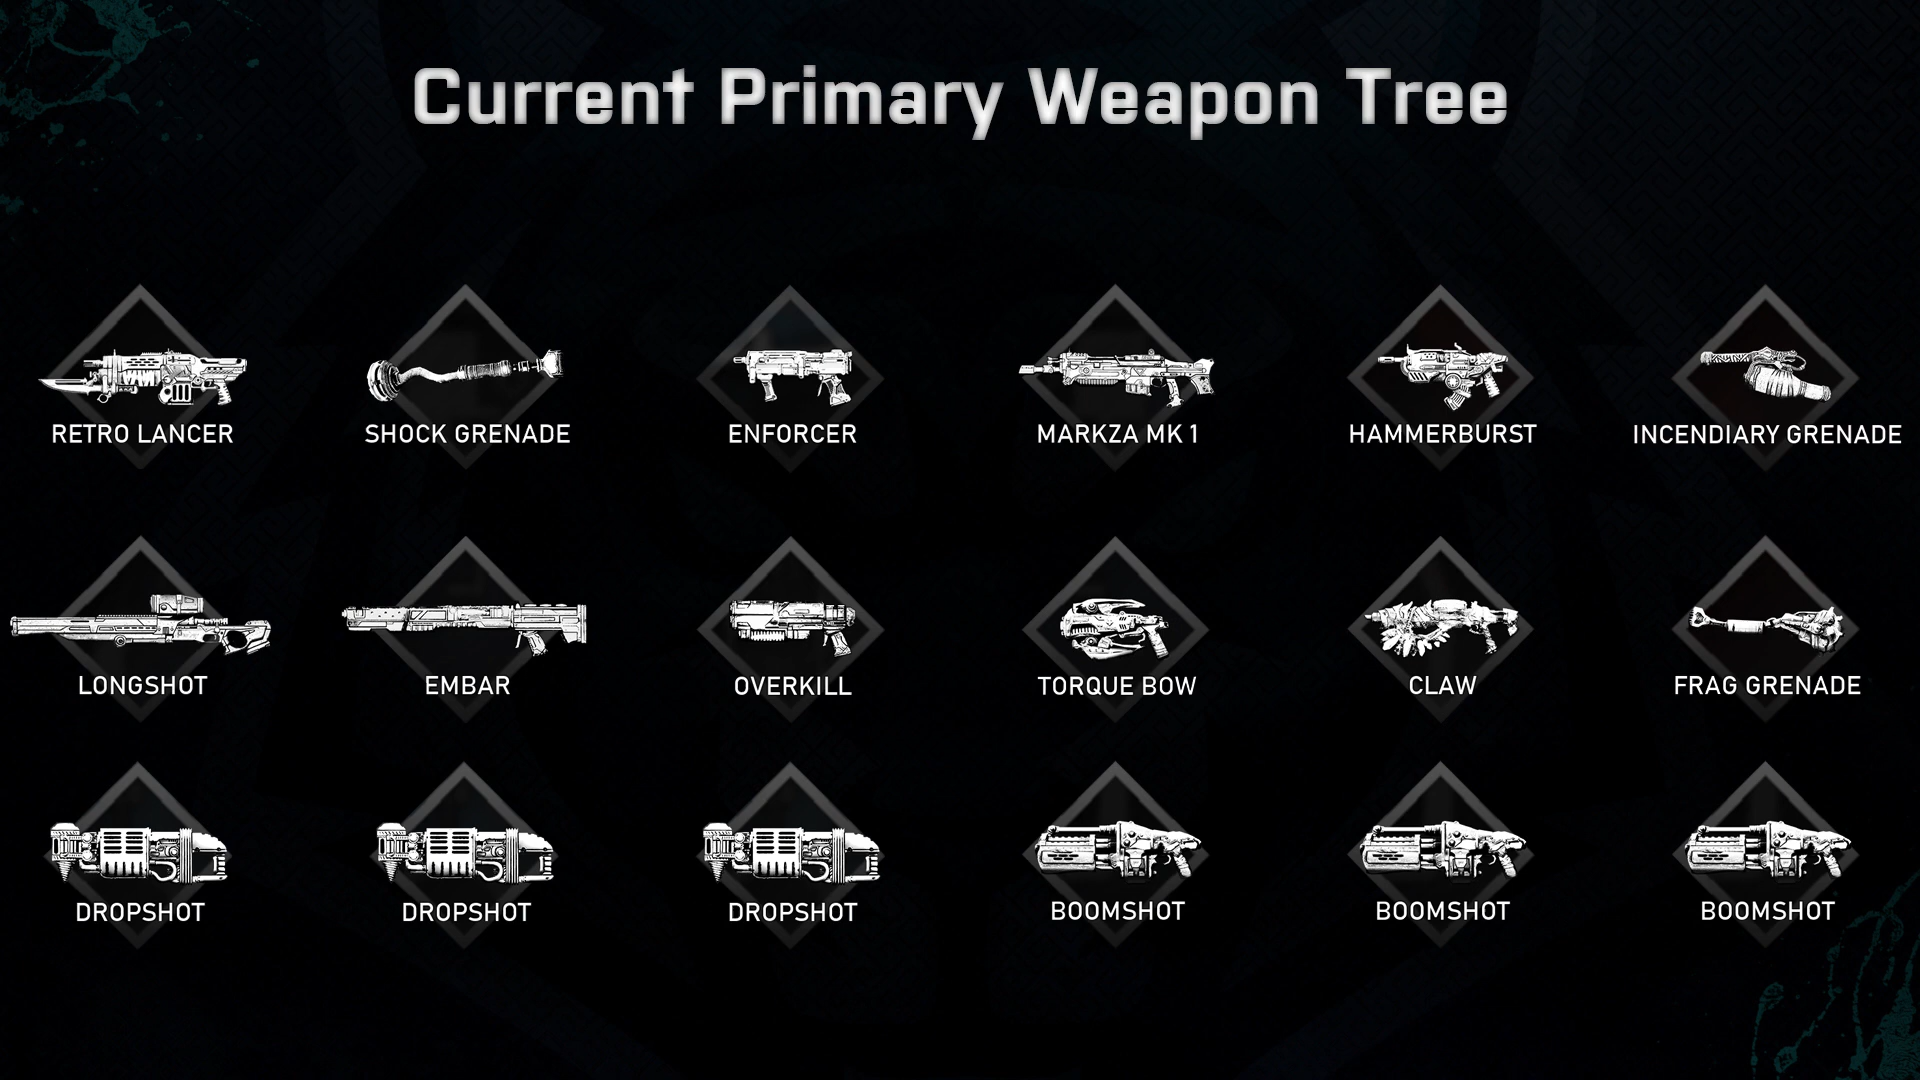 Current Primary Weapon Tree
RETRO LANCER
SHOCK GRENADE
ENFORCER
MARKZA MK 1
HAMMERBURST
INCENDIARY GRENADE
LONGSHOT
EMBAR
OVERKILL
TORQUE BOW
CLAW
FRAG GRENADE
DROPSHOT
DROPSHOT
DROPSHOT
BOOMSHOT
BOOMSHOT
BOOMSHOT